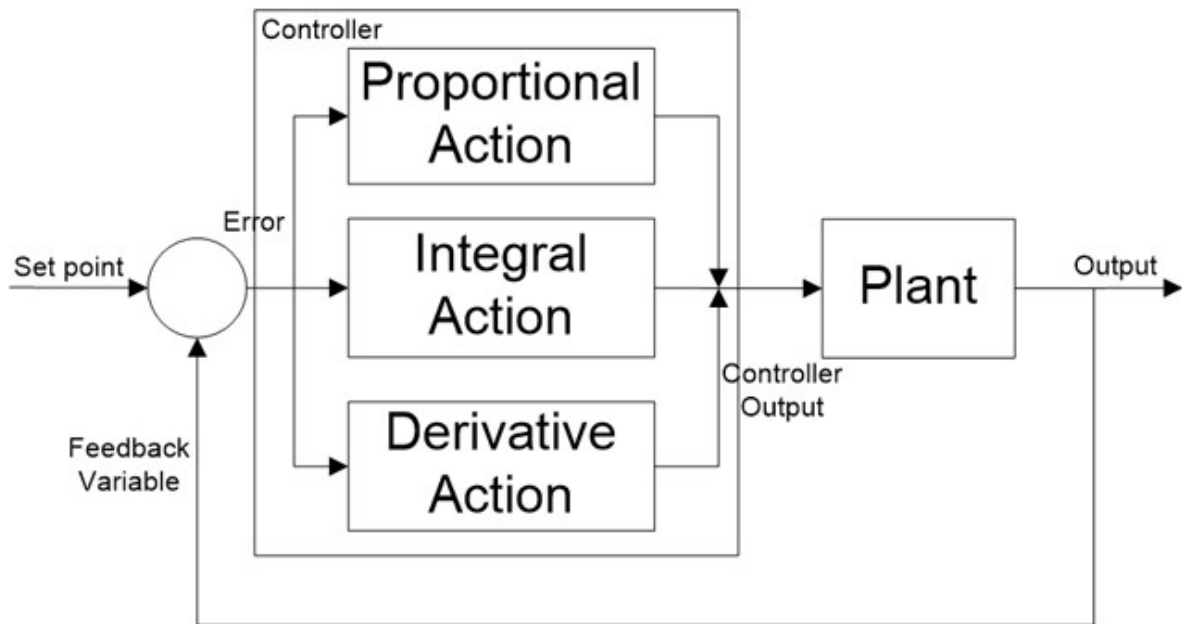 Controller
Proportional
Action
Error
Set point
Integral
Action
Plant
Output
Controller
Output
Feedback
Variable
Derivative
Action